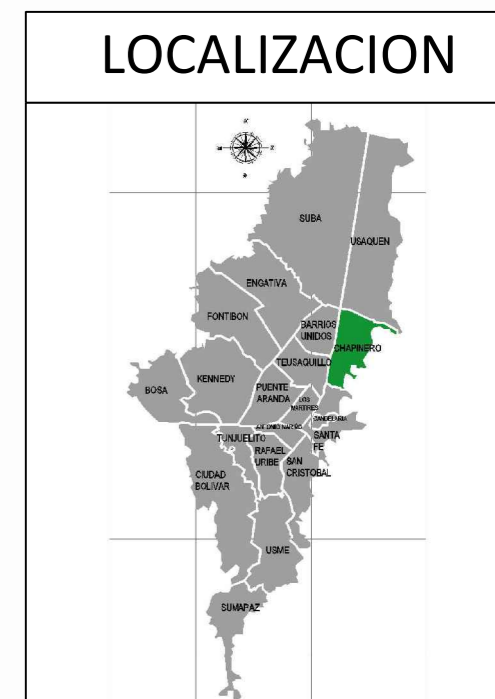 LOCALIZACION
SUBA
USAQUEN
ENGATIVA
FONTIBON
BARRIOS
UNIDOS
CHAPINERO
TEUSAQUILLO
KENNEDY
BOSA
PUENTE
ARANDA
LOS
MARTIRES
CANDELARIA
ANTONIO NARIÑO
SANTA
FE
TUNJUELITO
RAFAEL
URIBE
SAN
CRISTOBAL
CIUDAD
BOLIVAR
USME
SUMAPAZ